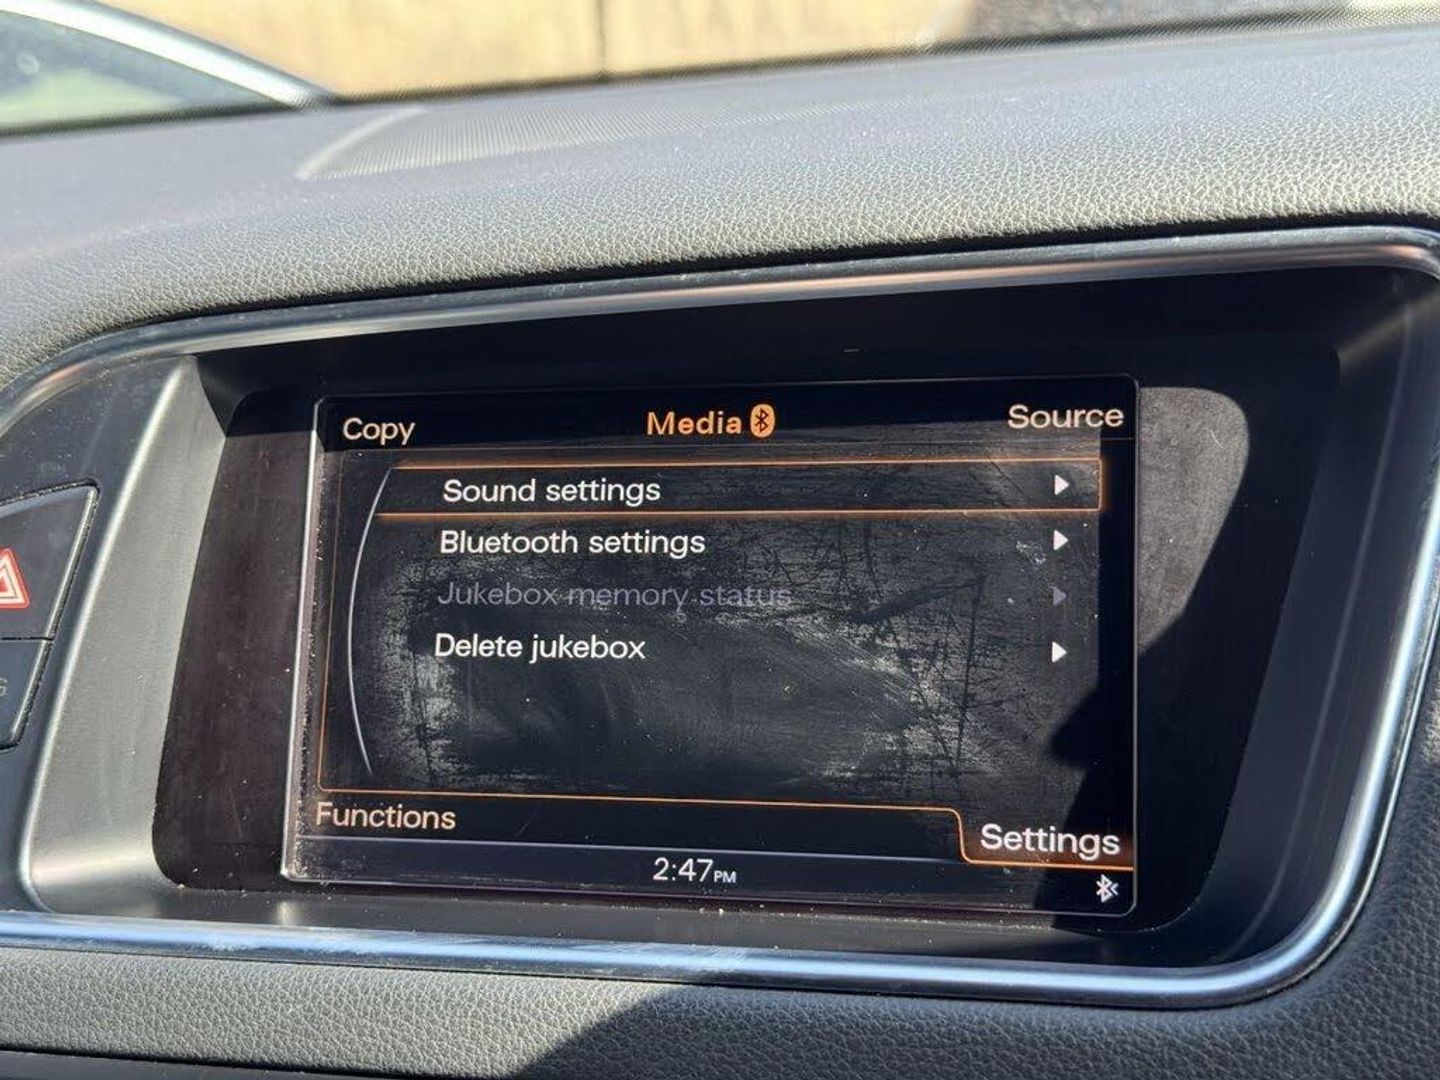 Copy
Media
Source
Sound settings
Bluetooth settings
Jukebox memory status
Delete jukebox
Functions
Settings
2:47PM